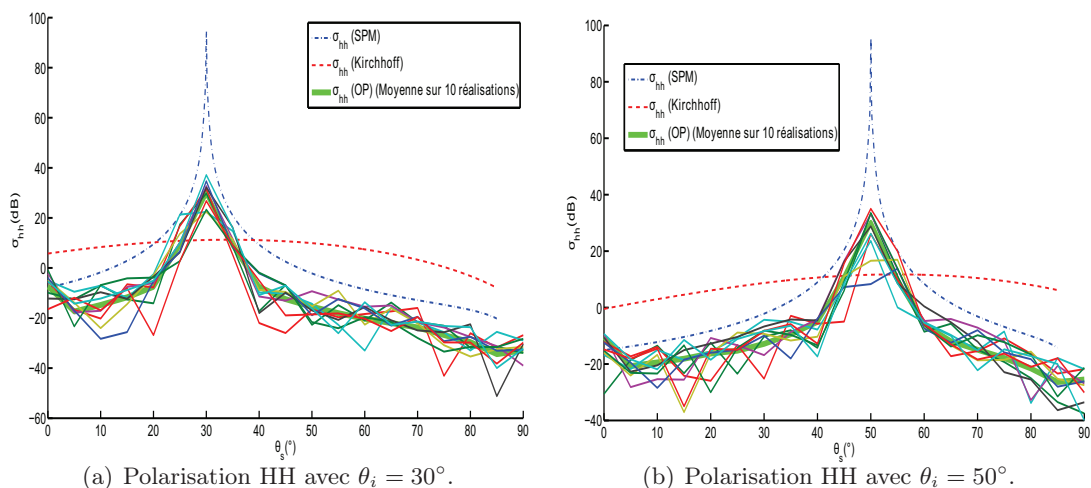 100
80
60
40
20
0
−20
−40
−60
σhh(dB)
σhh (SPM)
σhh (Kirchhoff)
σhh (OP) (Moyenne sur 10 réalisations)
0 10 20 30 40 50 60 70 80 90
θs(°)
(a) Polarisation HH avec θi = 30°.
100
80
60
40
20
0
−20
−40
σhh(dB)
σhh (SPM)
σhh (Kirchhoff)
σhh (OP) (Moyenne sur 10 réalisations)
0 10 20 30 40 50 60 70 80 90
θs(°)
(b) Polarisation HH avec θi = 50°.